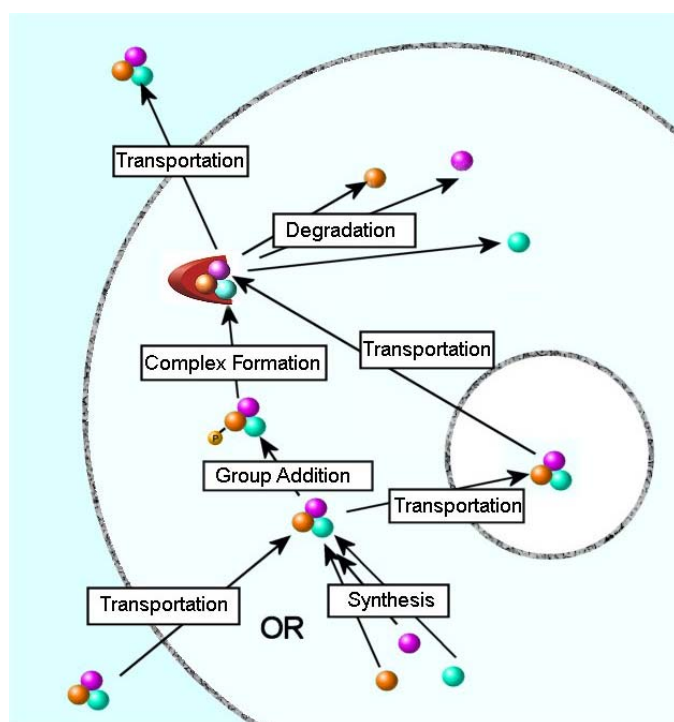 Transportation
Degradation
Transportation
Complex Formation
P
Group Addition
Transportation
Transportation
Synthesis
OR